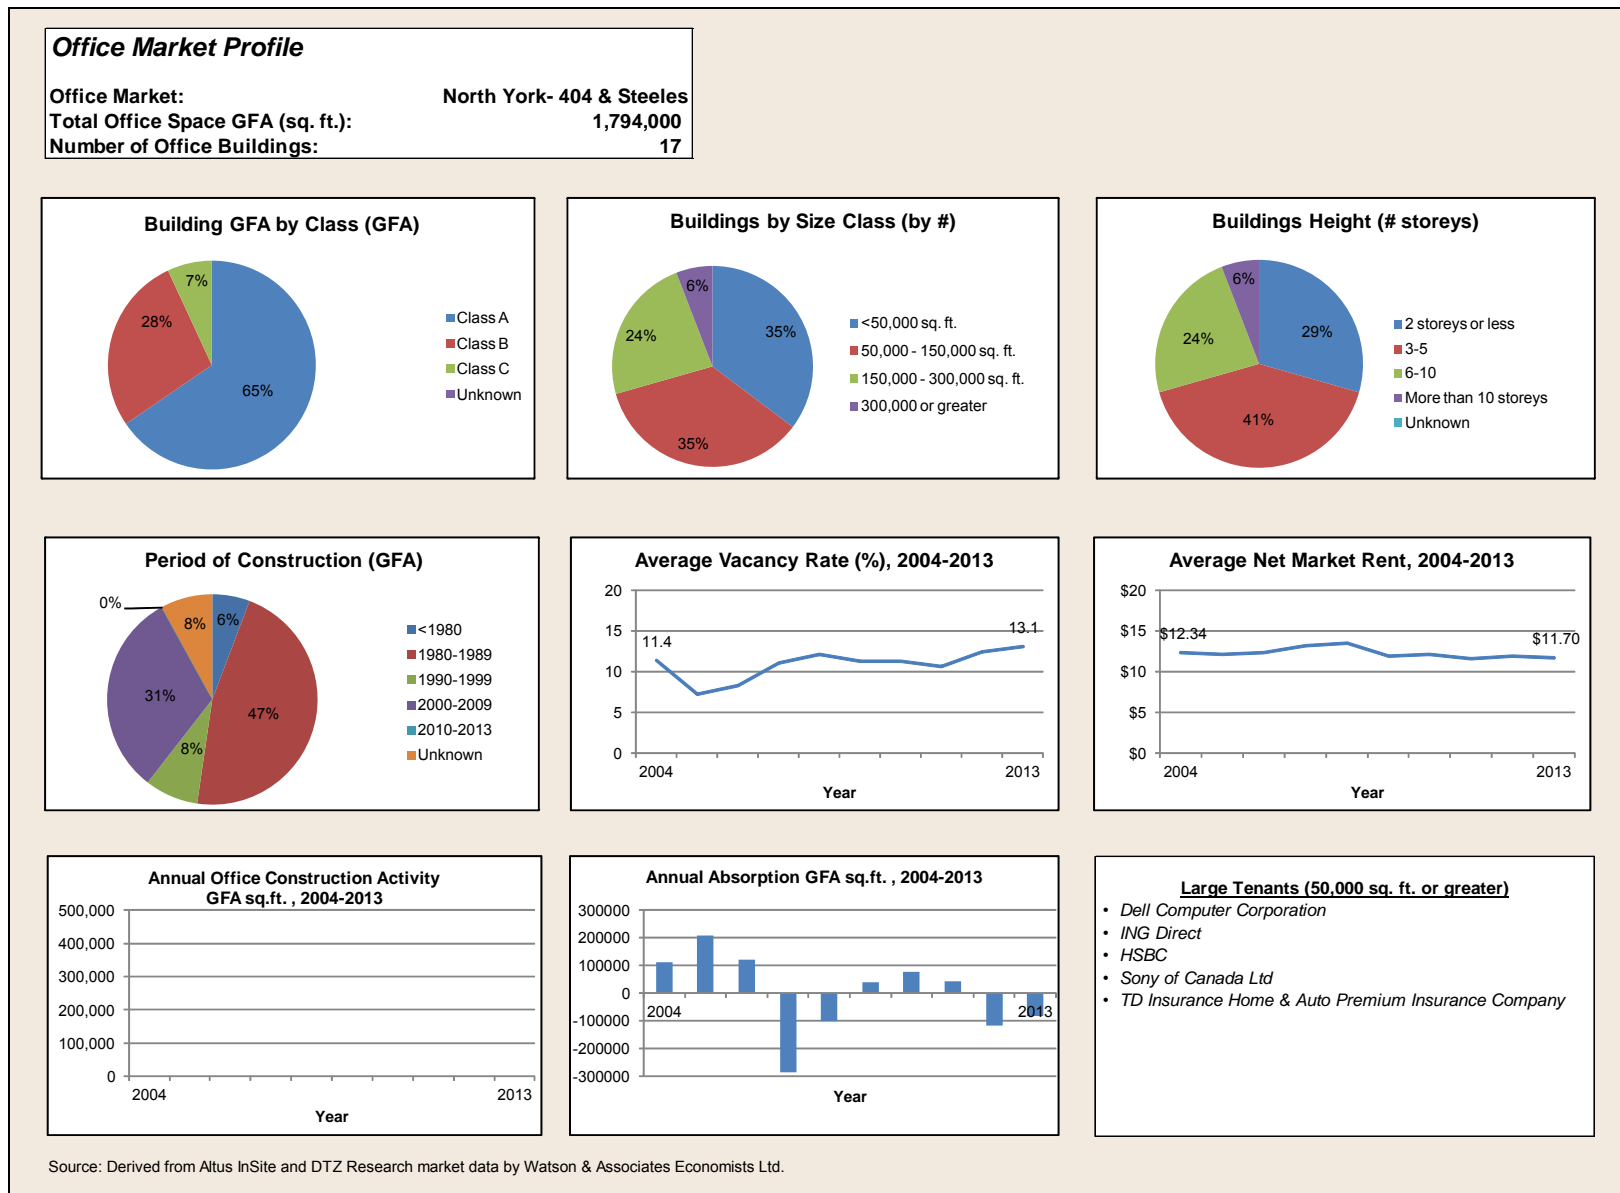 Office Market Profile
Office Market: North York- 404 & Steeles
Total Office Space GFA (sq. ft.): 1,794,000
Number of Office Buildings: 17
Building GFA by Class (GFA)
7%
28%
65%
Class A
Class B
Class C
Unknown
Buildings by Size Class (by #)
6%
35%
24%
35%
<50,000 sq. ft.
50,000 - 150,000 sq. ft.
150,000 - 300,000 sq. ft.
300,000 or greater
Buildings Height (# storeys)
6%
29%
24%
41%
2 storeys or less
3-5
6-10
More than 10 storeys
Unknown
Period of Construction (GFA)
0%
8%
6%
31%
47%
8%
<1980
1980-1989
1990-1999
2000-2009
2010-2013
Unknown
Average Vacancy Rate (%), 2004-2013
20
15
10
5
0
11.4
13.1
2004
2013
Year
Average Net Market Rent, 2004-2013
$20
$15
$10
$5
$0
$12.34
$11.70
2004
2013
Year
Annual Office Construction Activity
GFA sq.ft. , 2004-2013
500,000
400,000
300,000
200,000
100,000
0
2004
2013
Year
Annual Absorption GFA sq.ft. , 2004-2013
300000
200000
100000
0
-100000
-200000
-300000
2004
2013
Year
Large Tenants (50,000 sq. ft. or greater)
• Dell Computer Corporation
• ING Direct
• HSBC
• Sony of Canada Ltd
• TD Insurance Home & Auto Premium Insurance Company
Source: Derived from Altus InSite and DTZ Research market data by Watson & Associates Economists Ltd.